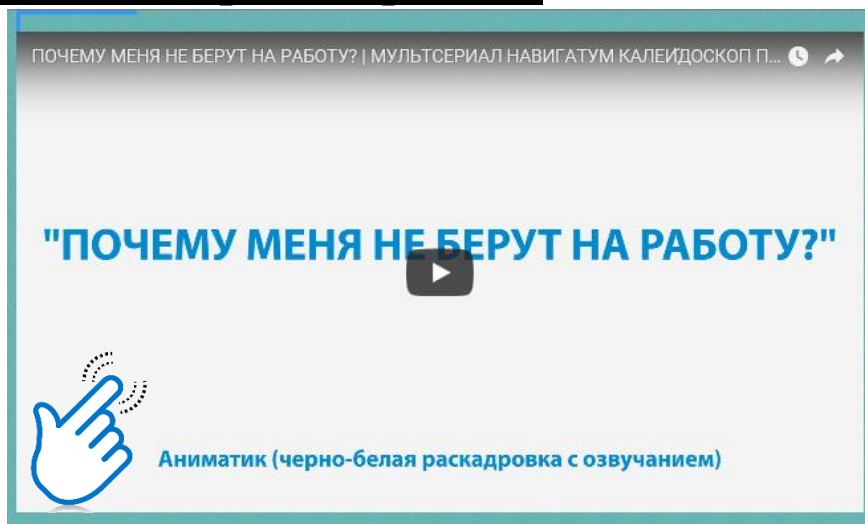 ПОЧЕМУ МЕНЯ НЕ БЕРУТ НА РАБОТУ? | МУЛЬТСЕРИАЛ НАВИГАТУМ КАЛЕЙДОСКОП П...
"ПОЧЕМУ МЕНЯ НЕ БЕРУТ НА РАБОТУ?"
Аниматик (черно-белая раскадровка с озвучанием)